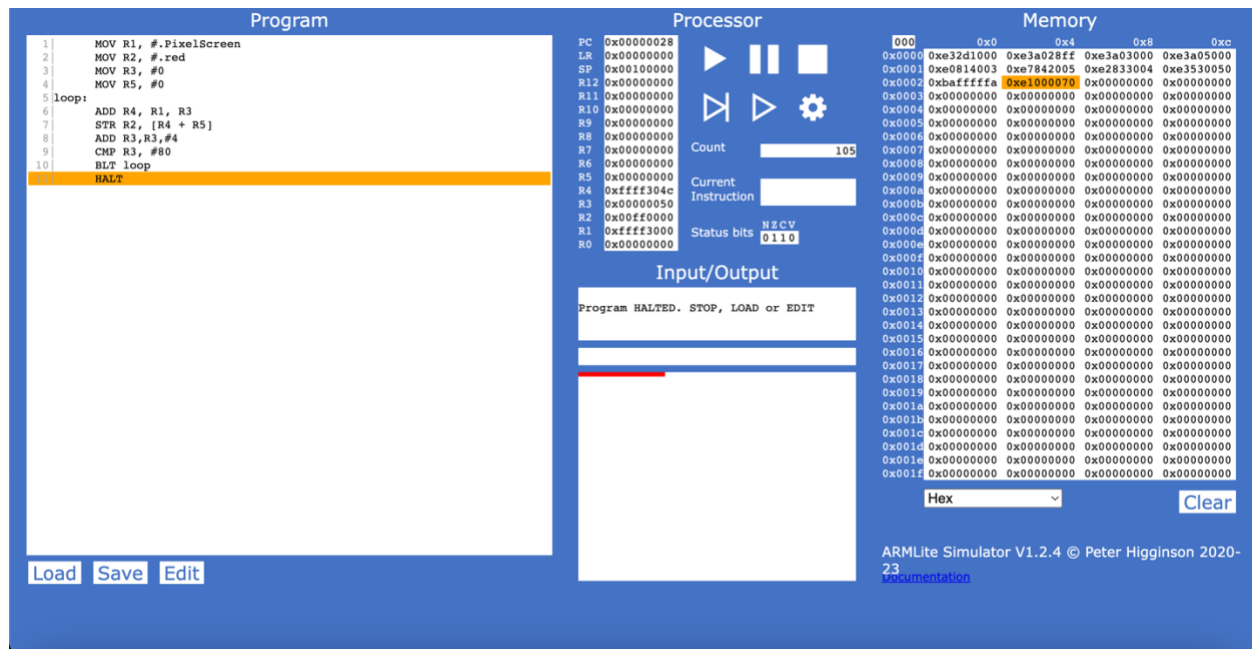 Program
1| MOV R1, #.PixelScreen
2| MOV R2, #.red
3| MOV R3, #0
4| MOV R5, #0
5|loop:
6| ADD R4, R1, R3
7| STR R2, [R4 + R5]
8| ADD R3,R3,#4
9| CMP R3, #80
10| BLT loop
HALT
Load Save Edit
Processor
PC 0x00000028
LR 0x00000000
SP 0x00100000
R12 0x00000000
R11 0x00000000
R10 0x00000000
R9 0x00000000
R8 0x00000000
R7 0x00000000
R6 0x00000000
R5 0x00000000
R4 0xffff304c
R3 0x00000050
R2 0x00ff0000
R1 0xffff3000
R0 0x00000000
Count 105
Current
Instruction
NZCV
Status bits 0110
Input/Output
Program HALTED. STOP, LOAD or EDIT
Memory
000 0x0 0x4 0x8 0xc
0x0000 0xe32d1000 0xe3a028ff 0xe3a03000 0xe3a05000
0x0001 0xe0814003 0xe7842005 0xe2833004 0xe3530050
0x0002 0xbafffffa 0xe1000070 0x00000000 0x00000000
0x0003 0x00000000 0x00000000 0x00000000 0x00000000
0x0004 0x00000000 0x00000000 0x00000000 0x00000000
0x0005 0x00000000 0x00000000 0x00000000 0x00000000
0x0006 0x00000000 0x00000000 0x00000000 0x00000000
0x0007 0x00000000 0x00000000 0x00000000 0x00000000
0x0008 0x00000000 0x00000000 0x00000000 0x00000000
0x0009 0x00000000 0x00000000 0x00000000 0x00000000
0x000a 0x00000000 0x00000000 0x00000000 0x00000000
0x000b 0x00000000 0x00000000 0x00000000 0x00000000
0x000c 0x00000000 0x00000000 0x00000000 0x00000000
0x000d 0x00000000 0x00000000 0x00000000 0x00000000
0x000e 0x00000000 0x00000000 0x00000000 0x00000000
0x000f 0x00000000 0x00000000 0x00000000 0x00000000
0x0010 0x00000000 0x00000000 0x00000000 0x00000000
0x0011 0x00000000 0x00000000 0x00000000 0x00000000
0x0012 0x00000000 0x00000000 0x00000000 0x00000000
0x0013 0x00000000 0x00000000 0x00000000 0x00000000
0x0014 0x00000000 0x00000000 0x00000000 0x00000000
0x0015 0x00000000 0x00000000 0x00000000 0x00000000
0x0016 0x00000000 0x00000000 0x00000000 0x00000000
0x0017 0x00000000 0x00000000 0x00000000 0x00000000
0x0018 0x00000000 0x00000000 0x00000000 0x00000000
0x0019 0x00000000 0x00000000 0x00000000 0x00000000
0x001a 0x00000000 0x00000000 0x00000000 0x00000000
0x001b 0x00000000 0x00000000 0x00000000 0x00000000
0x001c 0x00000000 0x00000000 0x00000000 0x00000000
0x001d 0x00000000 0x00000000 0x00000000 0x00000000
0x001e 0x00000000 0x00000000 0x00000000 0x00000000
0x001f 0x00000000 0x00000000 0x00000000 0x00000000
Hex
Clear
ARMLite Simulator V1.2.4 © Peter Higginson 2020-
23
Documentation